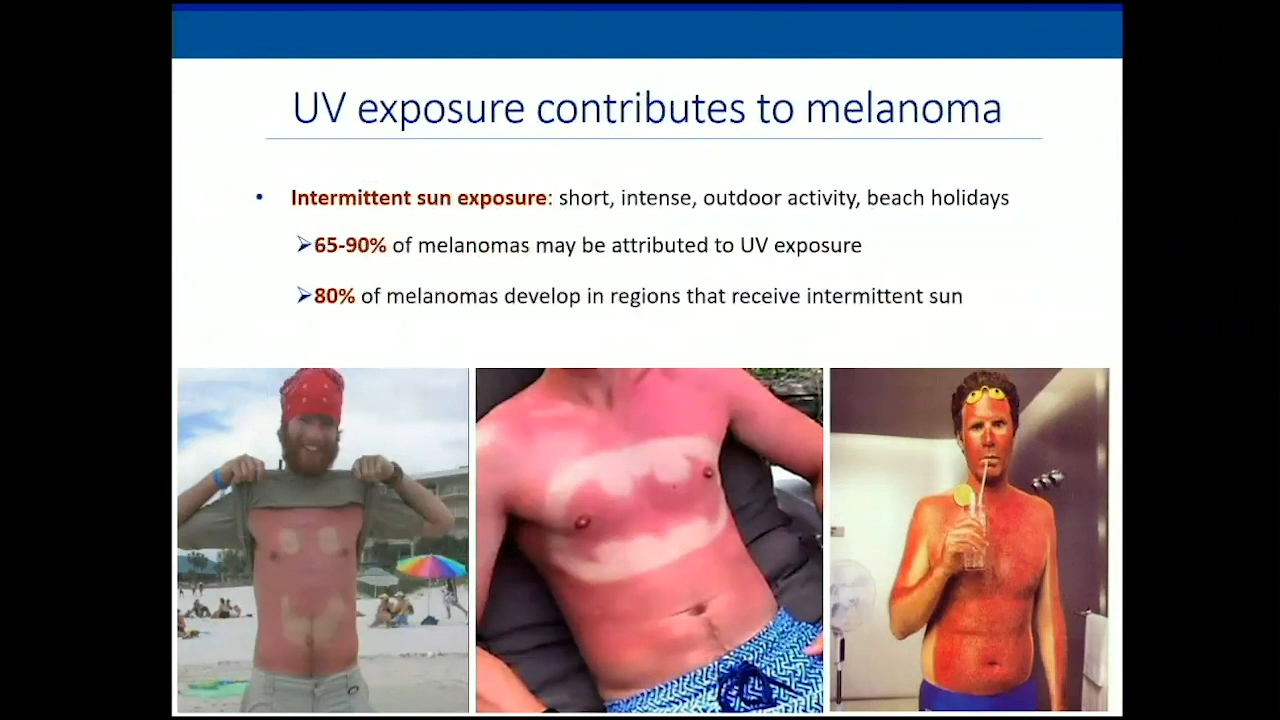 UV exposure contributes to melanoma
• Intermittent sun exposure: short, intense, outdoor activity, beach holidays
➢65-90% of melanomas may be attributed to UV exposure
➢80% of melanomas develop in regions that receive intermittent sun